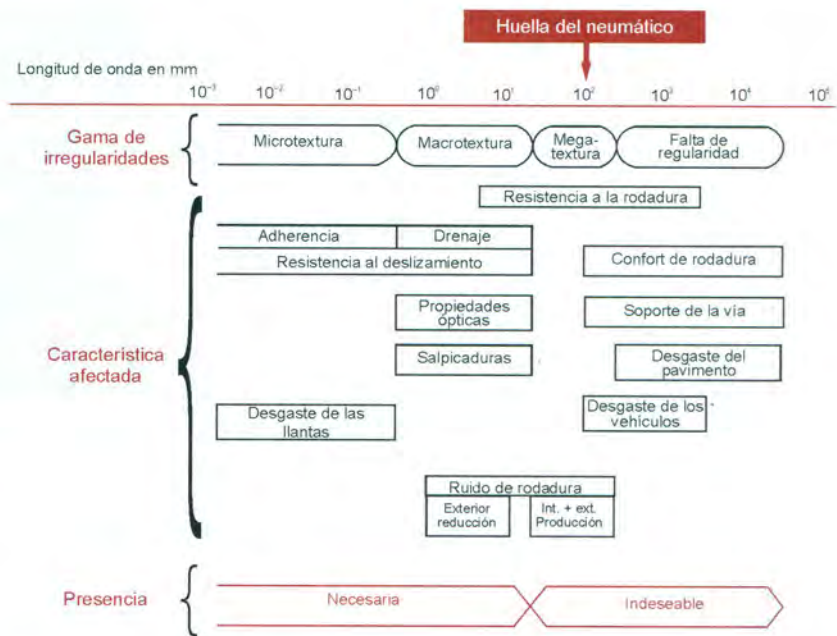 Huella del neumático
Longitud de onda en mm
10⁻³ 10⁻² 10⁻¹ 10⁰ 10¹ 10² 10³ 10⁴ 10⁵
Gama de
irregularidades
Microtextura
Macrotextura
Mega-
textura
Falta de
regularidad
Resistencia a la rodadura
Adherencia
Drenaje
Resistencia al deslizamiento
Confort de rodadura
Propiedades
ópticas
Soporte de la vía
Característica
afectada
Salpicaduras
Desgaste del
pavimento
Desgaste de las
llantas
Desgaste de los
vehículos
Ruido de rodadura
Exterior
reducción
Int. + ext.
Producción
Presencia
Necesaria
Indeseable